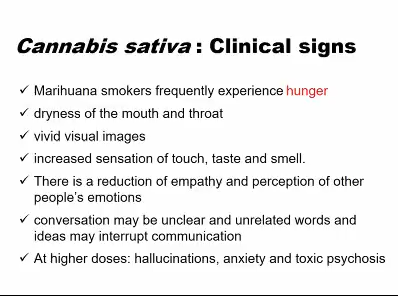 Cannabis sativa : Clinical signs
✓ Marihuana smokers frequently experience hunger
✓ dryness of the mouth and throat
✓ vivid visual images
✓ increased sensation of touch, taste and smell.
✓ There is a reduction of empathy and perception of other
people's emotions
✓ conversation may be unclear and unrelated words and
ideas may interrupt communication
✓ At higher doses: hallucinations, anxiety and toxic psychosis